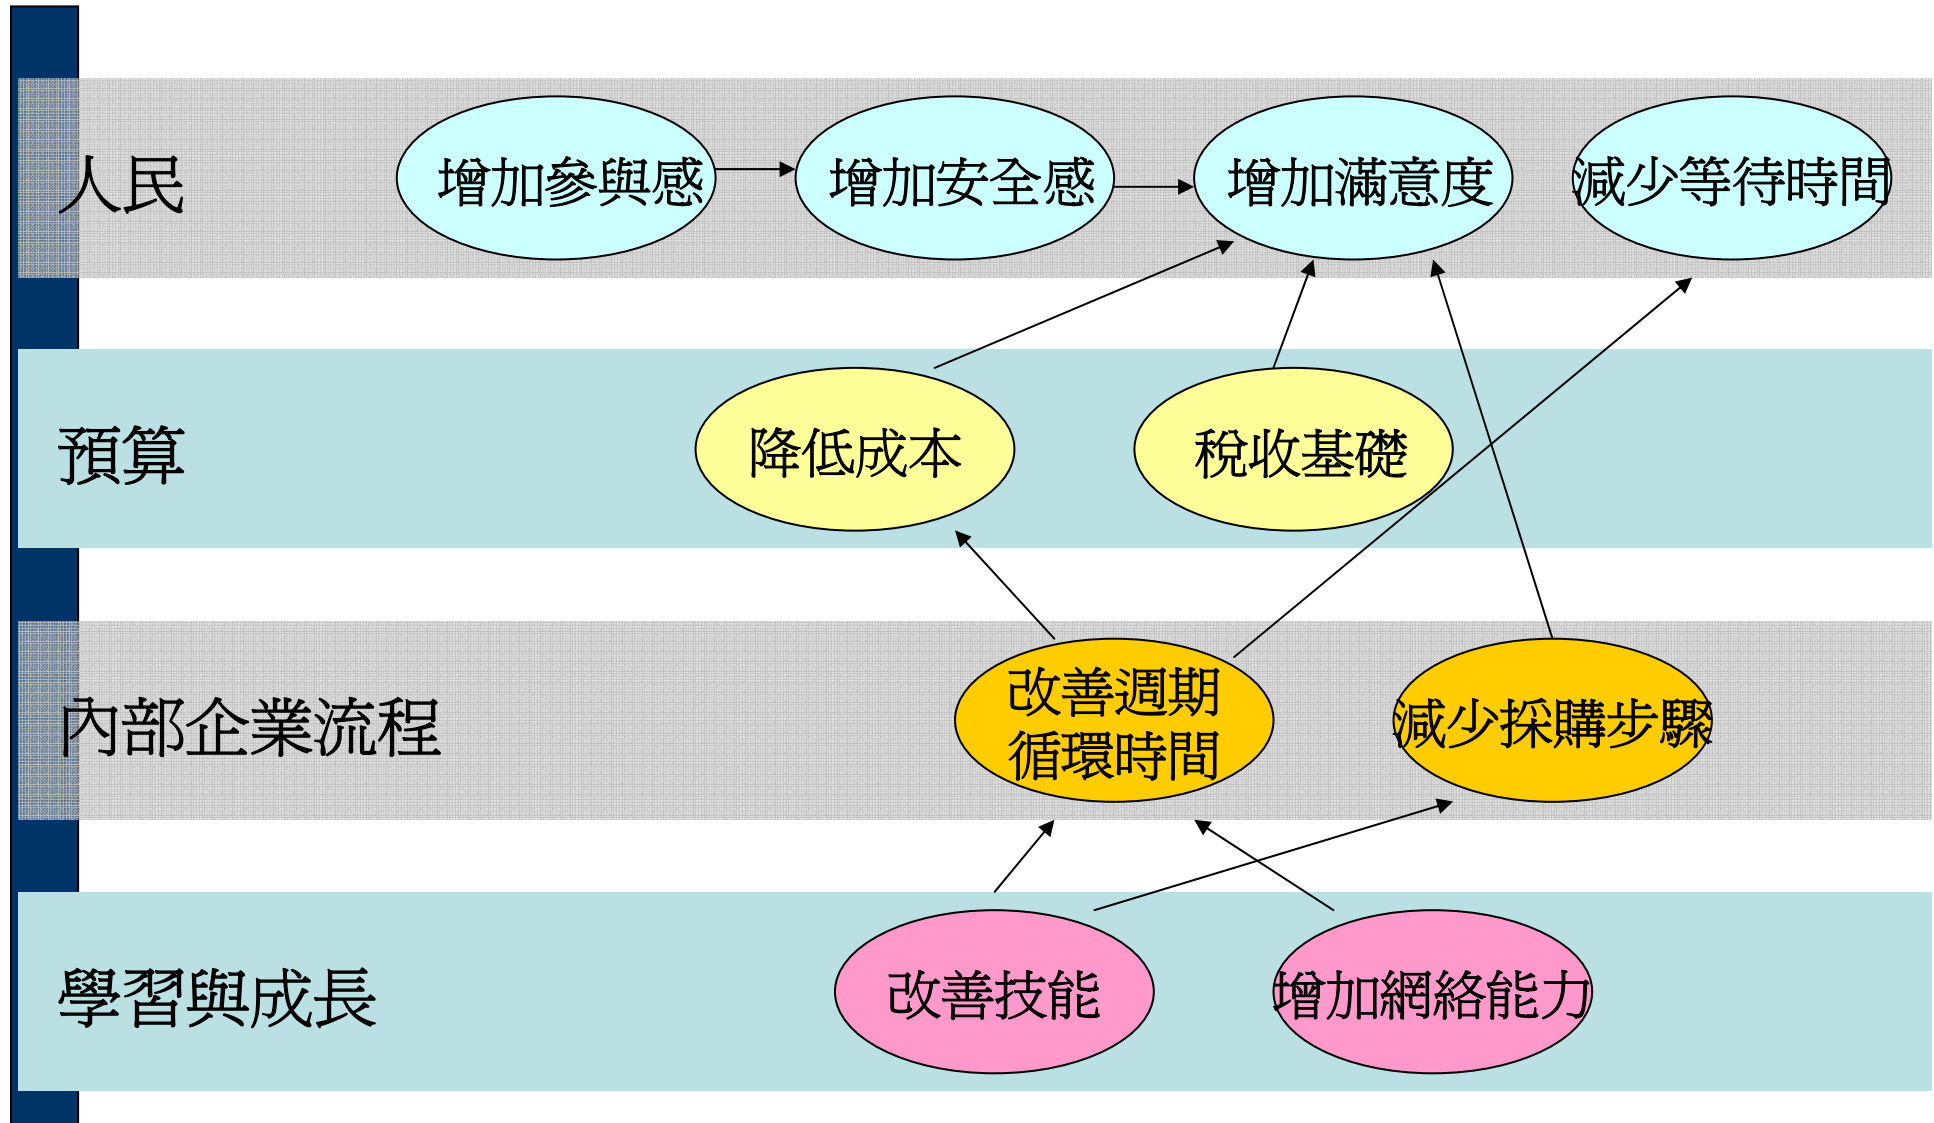 人民
增加參與感
增加安全感
增加滿意度
減少等待時間
預算
降低成本
稅收基礎
內部企業流程
改善週期
循環時間
減少採購步驟
學習與成長
改善技能
增加網絡能力